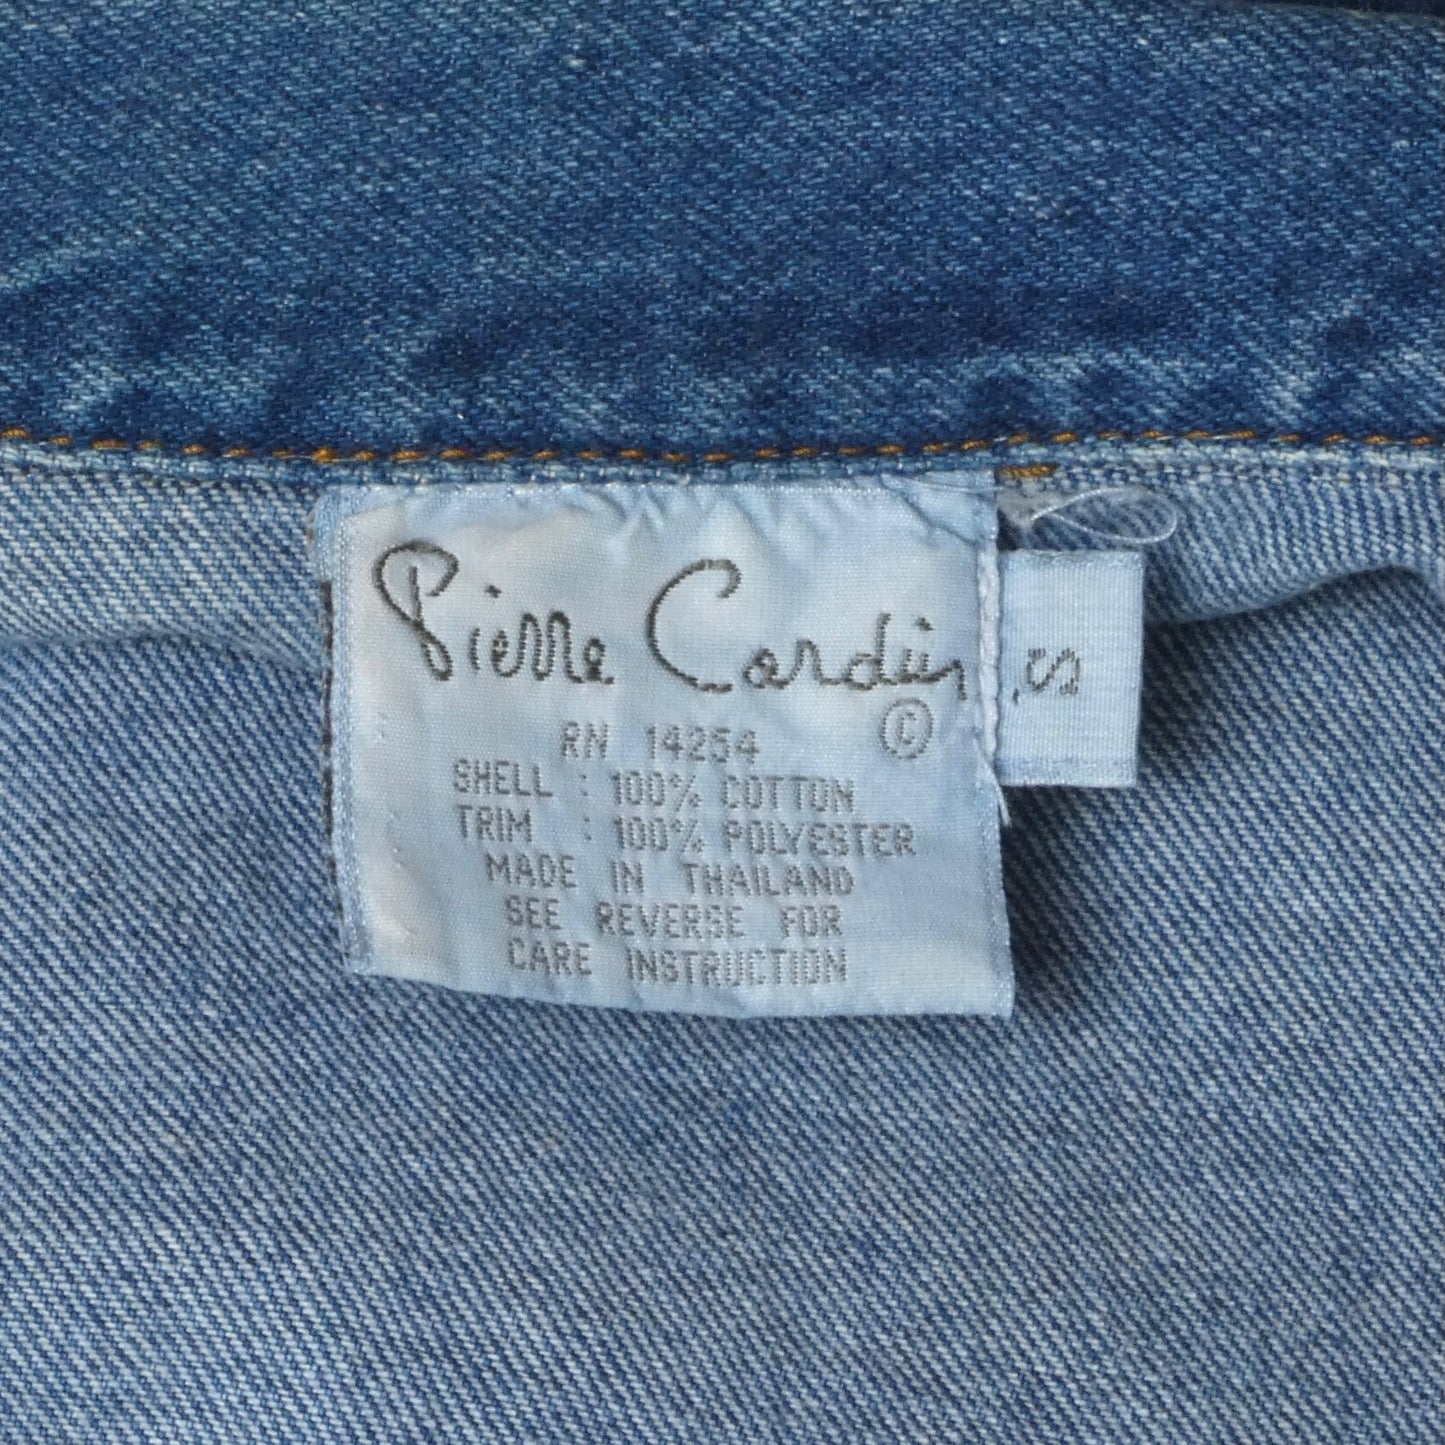 Pierre Cardin
RN 14254 ©
SHELL : 100% COTTON
TRIM : 100% POLYESTER
MADE IN THAILAND
SEE REVERSE FOR
CARE INSTRUCTION
S